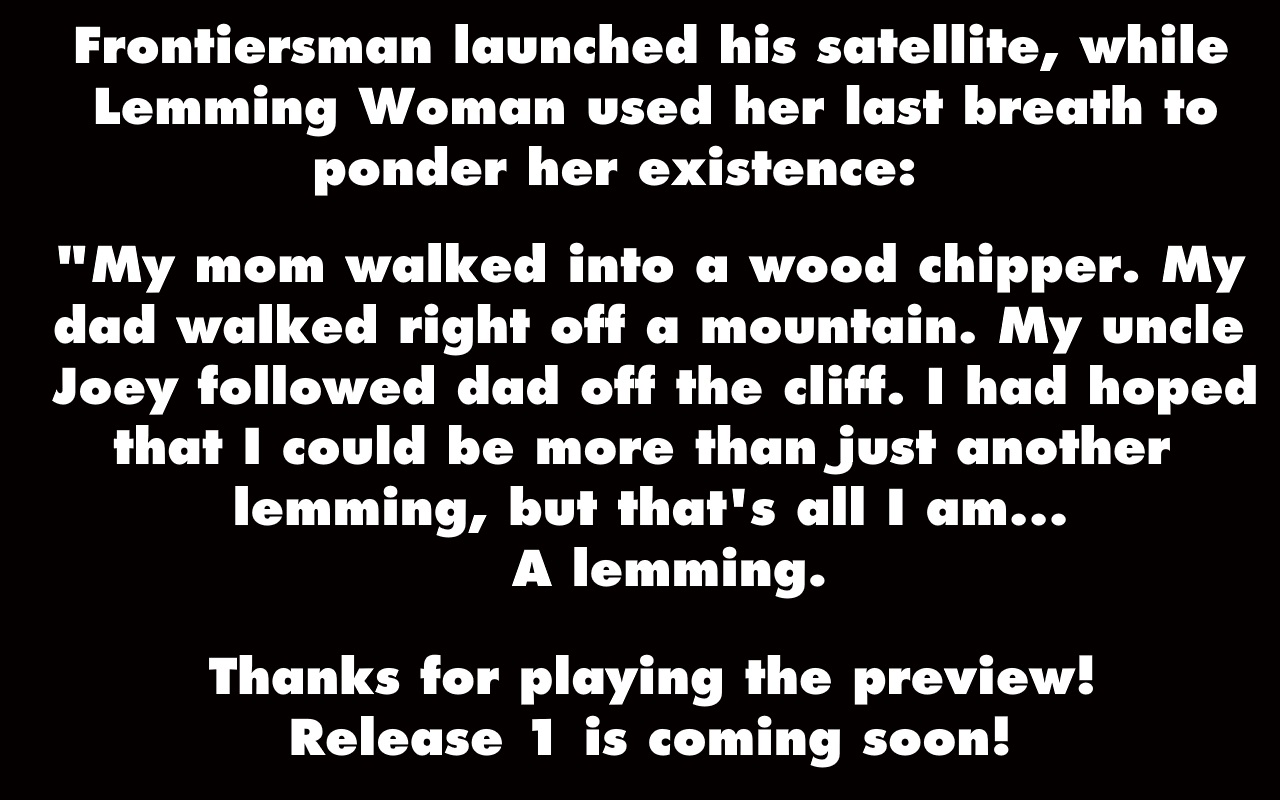 Frontiersman launched his satellite, while
Lemming Woman used her last breath to
ponder her existence:
"My mom walked into a wood chipper. My
dad walked right off a mountain. My uncle
Joey followed dad off the cliff. I had hoped
that I could be more than just another
lemming, but that's all I am...
A lemming.
Thanks for playing the preview!
Release 1 is coming soon!